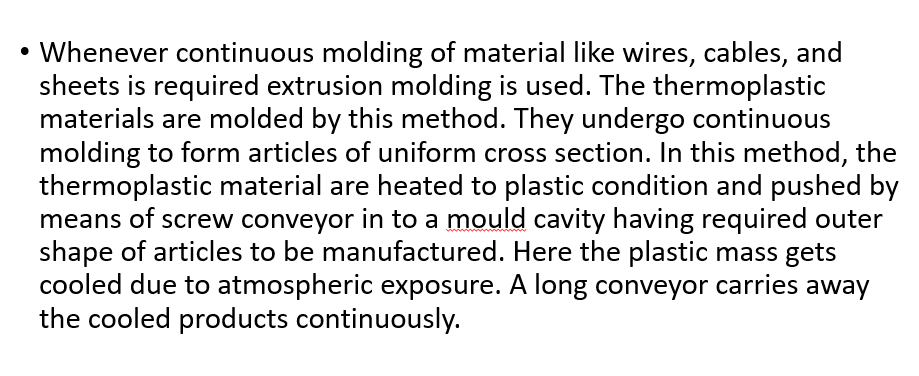 • Whenever continuous molding of material like wires, cables, and
sheets is required extrusion molding is used. The thermoplastic
materials are molded by this method. They undergo continuous
molding to form articles of uniform cross section. In this method, the
thermoplastic material are heated to plastic condition and pushed by
means of screw conveyor in to a mould cavity having required outer
shape of articles to be manufactured. Here the plastic mass gets
cooled due to atmospheric exposure. A long conveyor carries away
the cooled products continuously.